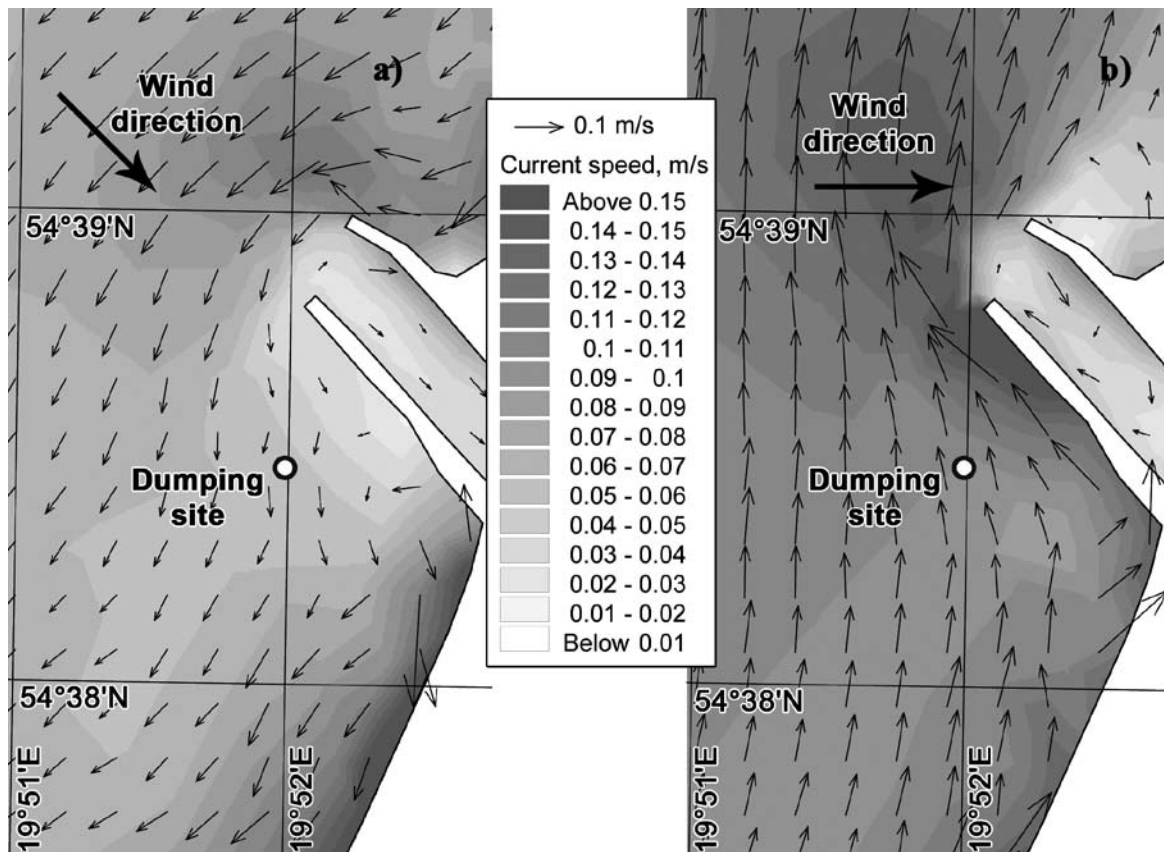 a)
Wind
direction
54°39'N
Dumping
site
54°38'N
19°51'E
19°52'E
0.1 m/s
Current speed, m/s
Above 0.15
0.14 - 0.15
0.13 - 0.14
0.12 - 0.13
0.11 - 0.12
0.1 - 0.11
0.09 - 0.1
0.08 - 0.09
0.07 - 0.08
0.06 - 0.07
0.05 - 0.06
0.04 - 0.05
0.03 - 0.04
0.02 - 0.03
0.01 - 0.02
Below 0.01
b)
Wind
direction
54°39'N
Dumping
site
54°38'N
19°51'E
19°52'E